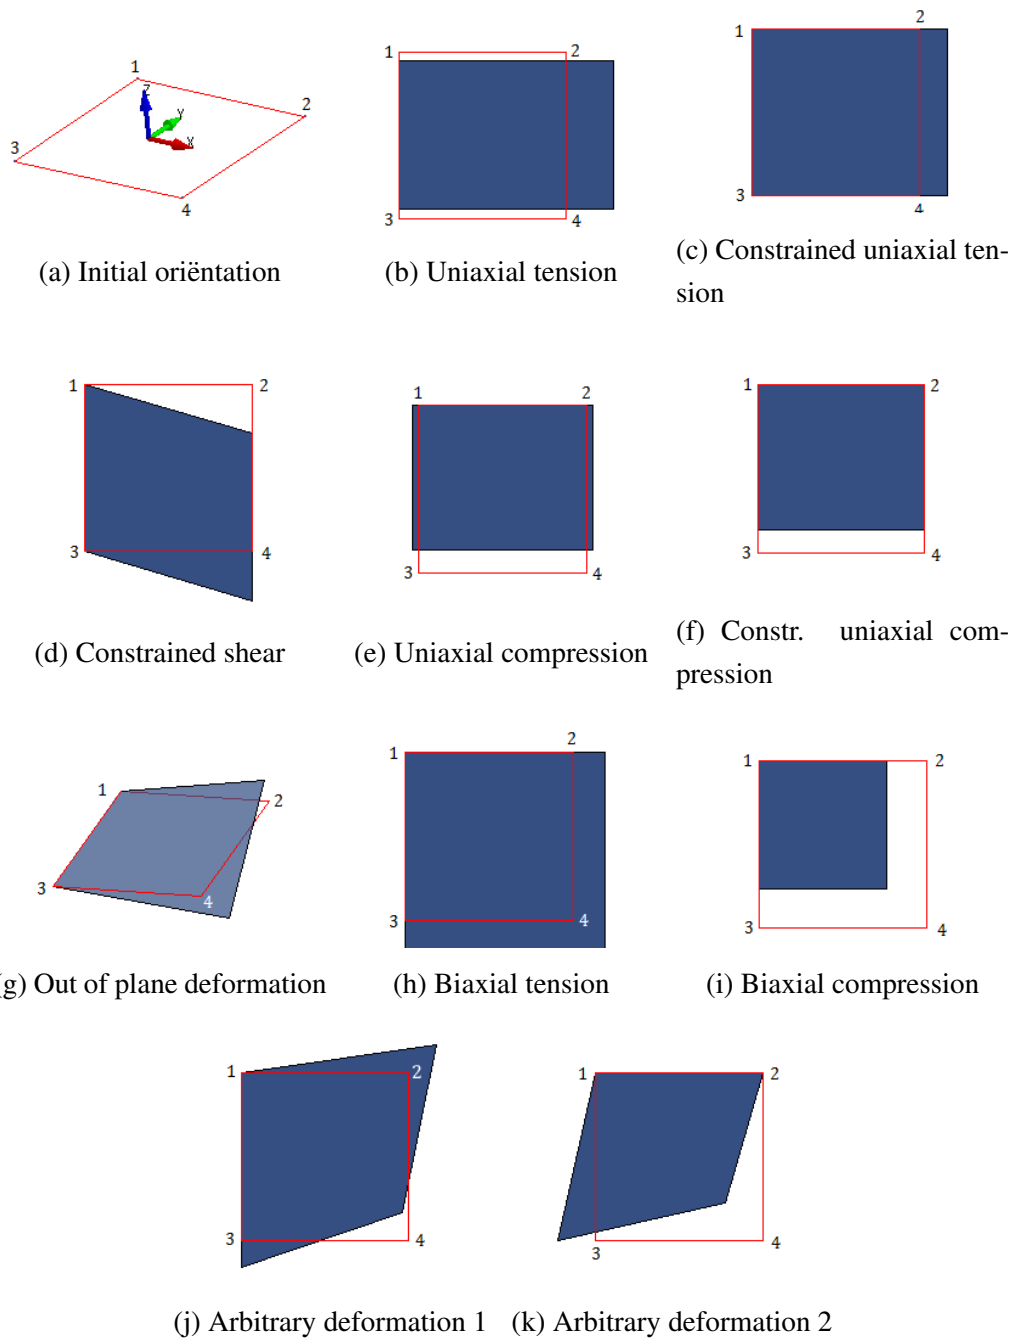 1
Z
Y
X
2
3
4
1
2
3
4
1
2
3
4
(a) Initial oriëntation
(b) Uniaxial tension
(c) Constrained uniaxial ten-
sion
1
2
3
4
1
2
3
4
1
2
3
4
(d) Constrained shear
(e) Uniaxial compression
(f) Constr. uniaxial com-
pression
1
2
3
4
1
2
3
4
1
2
3
4
(g) Out of plane deformation
(h) Biaxial tension
(i) Biaxial compression
1
2
3
4
1
2
3
4
(j) Arbitrary deformation 1
(k) Arbitrary deformation 2